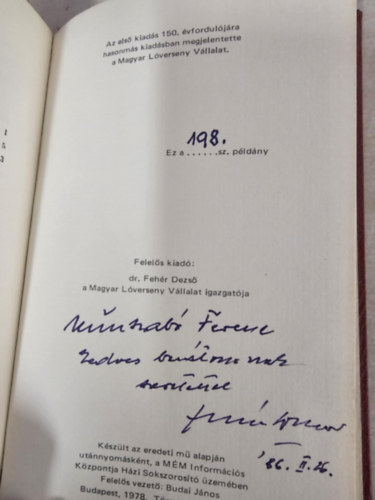 Az első kiadás 150. évfordulójára
hasonmás kiadásban megjelentette
a Magyar Lóverseny Vállalat.
198.
Ez a ......sz. példány
Felelős kiadó:
dr. Fehér Dezső
a Magyar Lóverseny Vállalat igazgatója
Ferenc
szeretettel
'86. II. 26.
Készült az eredeti mű alapján
utánnyomásként, a MÉM Információs
Központja Házi Sokszorosító üzemében
Felelős vezető: Budai János
Budapest, 1978.